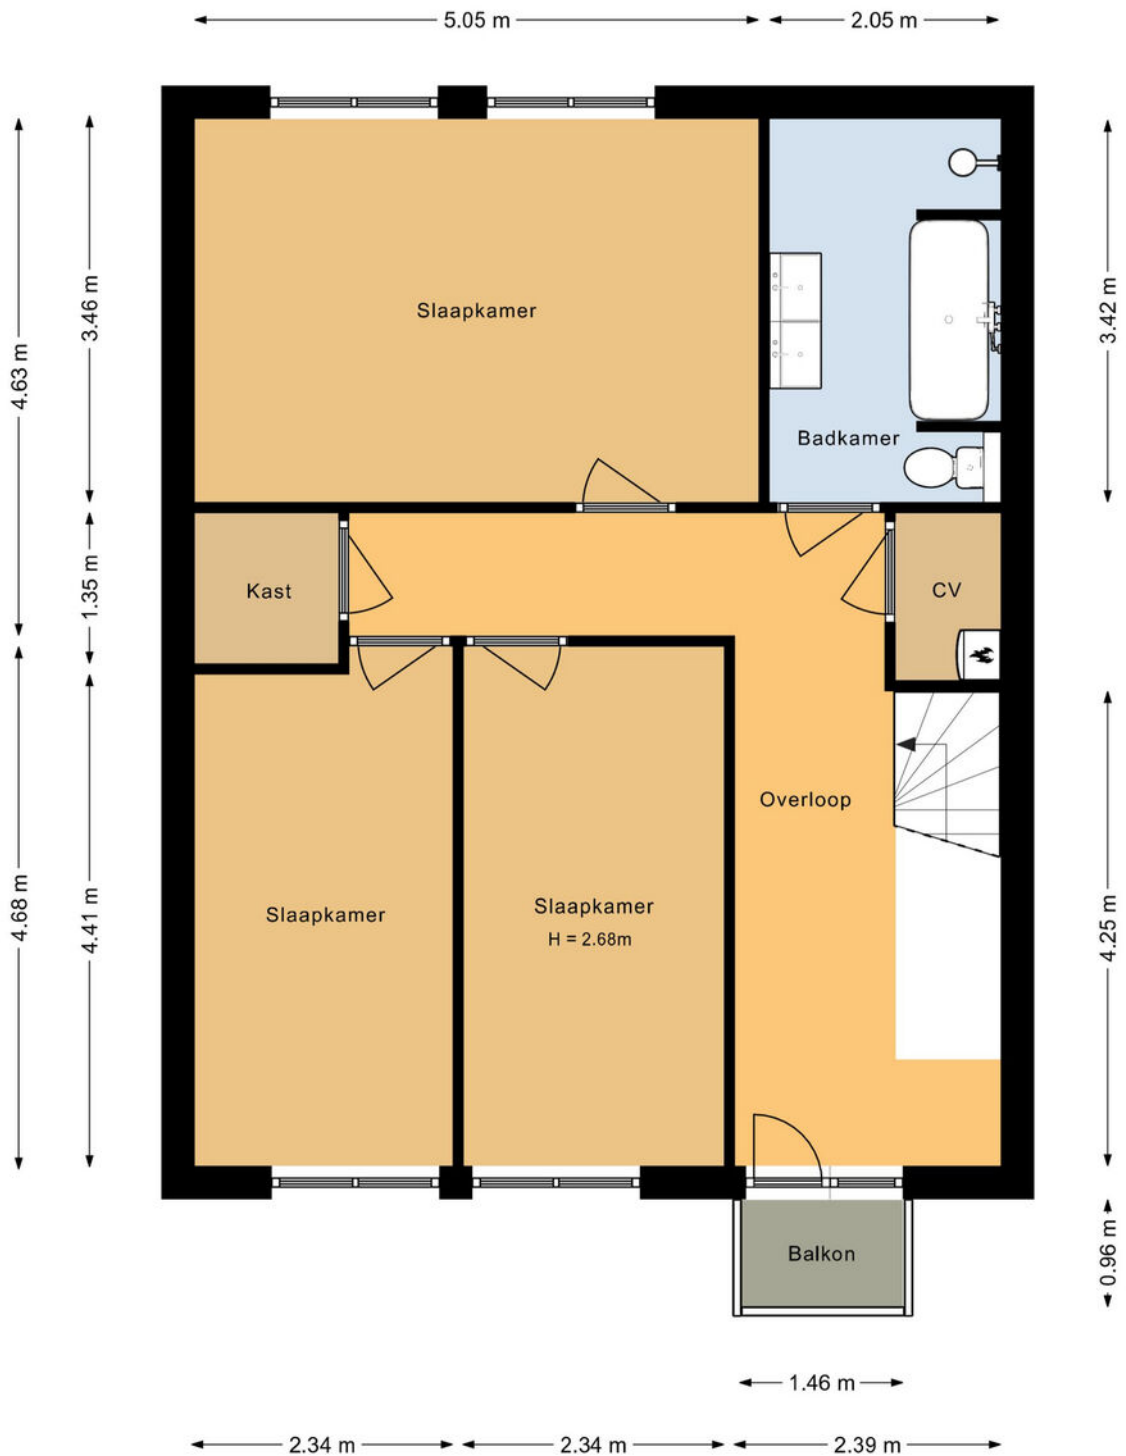 5.05 m
2.05 m
4.63 m
3.46 m
Slaapkamer
3.42 m
Badkamer
1.35 m
Kast
CV
Overloop
4.68 m
4.41 m
Slaapkamer
Slaapkamer
H = 2.68m
4.25 m
Balkon
0.96 m
1.46 m
2.34 m
2.34 m
2.39 m